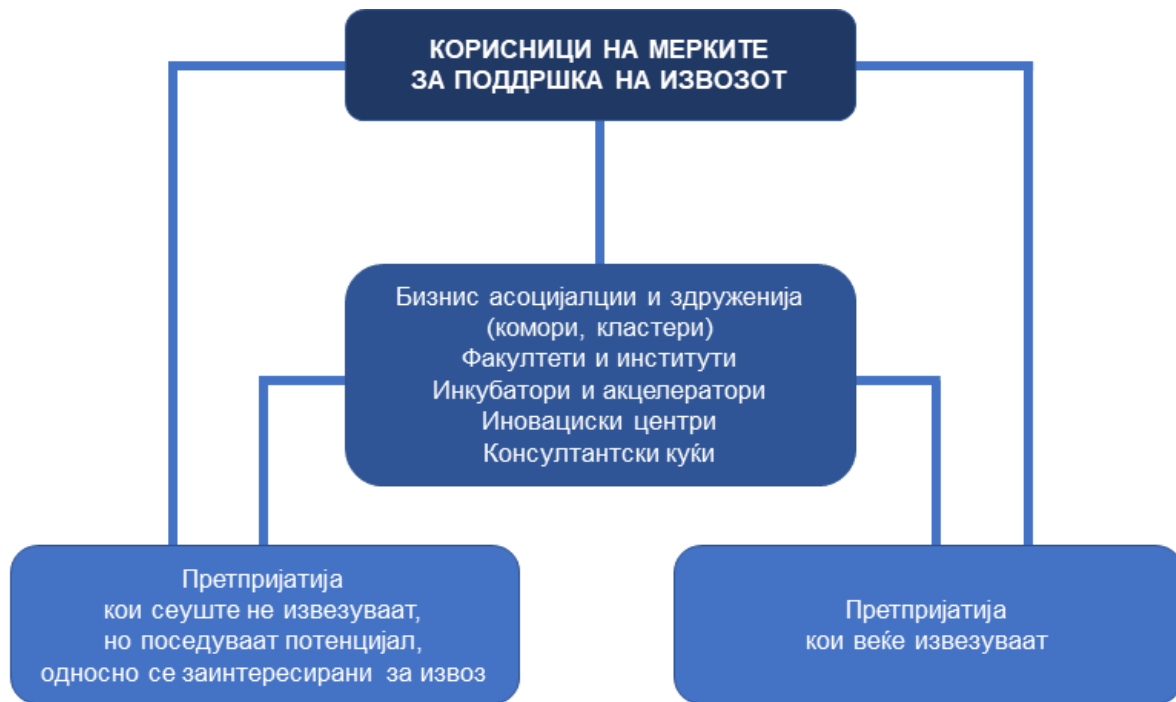 КОРИСНИЦИ НА МЕРКИТЕ
ЗА ПОДДРШКА НА ИЗВОЗОТ
Бизнис асоцијалции и здруженија
(комори, кластери)
Факултети и институти
Инкубатори и акцелератори
Иновациски центри
Консултантски куќи
Претпријатија
кои сеуште не извезуваат,
но поседуваат потенцијал,
односно се заинтересирани за извоз
Претпријатија
кои веќе извезуваат